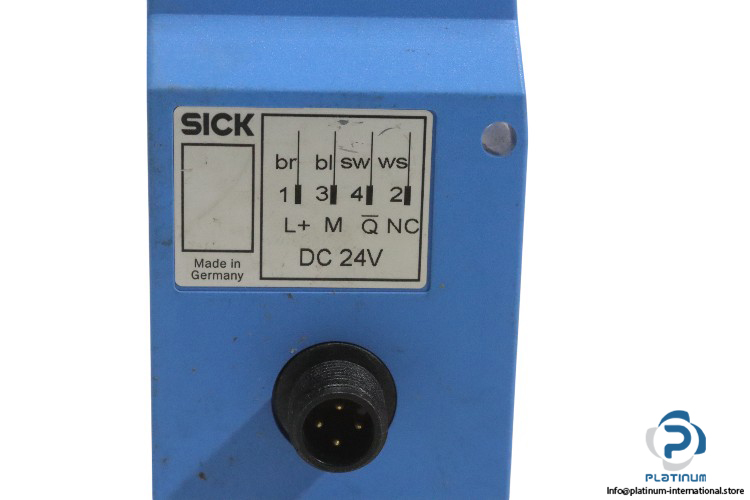 SICK
br bl sw ws
1 3 4 2
L+ M Q̅ NC
DC 24V
Made in
Germany
PLATINUM
Info@platinum-international.store